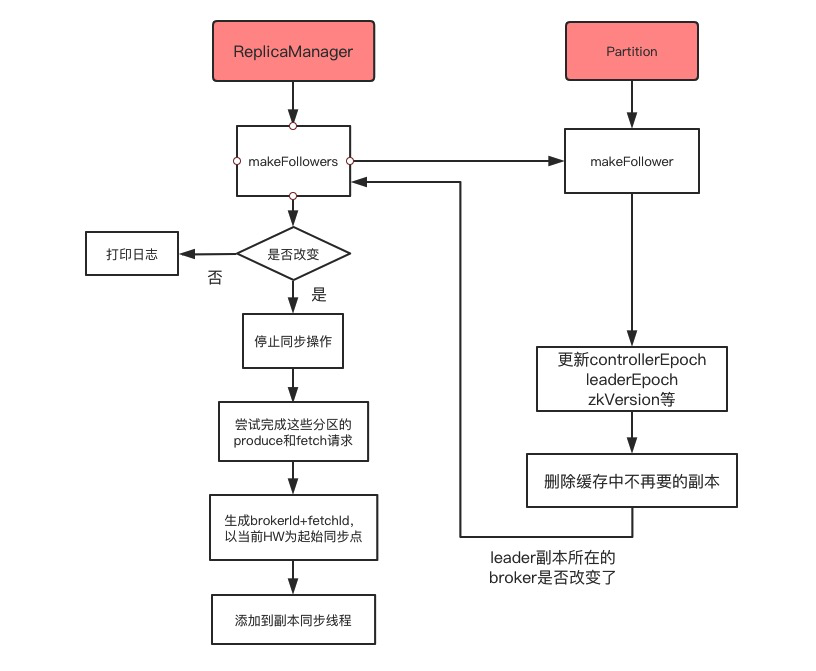 ReplicaManager
Partition
makeFollowers
makeFollower
打印日志
是否改变
否
是
停止同步操作
更新controllerEpoch
leaderEpoch
zkVersion等
尝试完成这些分区的
produce和fetch请求
删除缓存中不再要的副本
生成brokerId+fetchId,
以当前HW为起始同步点
leader副本所在的
broker是否改变了
添加到副本同步线程